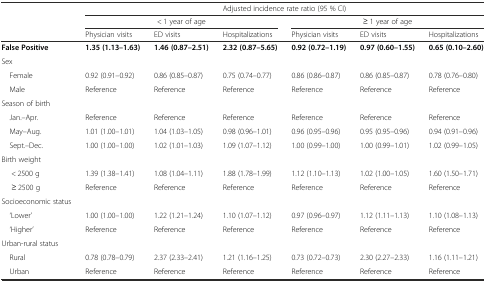 Adjusted incidence rate ratio (95 % CI)
< 1 year of age ≥ 1 year of age
Physician visits ED visits Hospitalizations Physician visits ED visits Hospitalizations
False Positive 1.35 (1.13–1.63) 1.46 (0.87–2.51) 2.32 (0.87–5.65) 0.92 (0.72–1.19) 0.97 (0.60–1.55) 0.65 (0.10–2.60)
Sex
Female 0.92 (0.91–0.92) 0.86 (0.85–0.87) 0.75 (0.74–0.77) 0.86 (0.86–0.87) 0.86 (0.85–0.87) 0.78 (0.76–0.80)
Male Reference Reference Reference Reference Reference Reference
Season of birth
Jan.–Apr. Reference Reference Reference Reference Reference Reference
May–Aug. 1.01 (1.00–1.01) 1.04 (1.03–1.05) 0.98 (0.96–1.01) 0.96 (0.95–0.96) 0.95 (0.95–0.96) 0.94 (0.91–0.96)
Sept.–Dec. 1.00 (1.00–1.00) 1.02 (1.01–1.03) 1.09 (1.07–1.12) 1.00 (0.99–1.00) 1.00 (0.99–1.01) 1.02 (0.99–1.05)
Birth weight
< 2500 g 1.39 (1.38–1.41) 1.08 (1.04–1.11) 1.88 (1.78–1.99) 1.12 (1.10–1.13) 1.02 (1.00–1.05) 1.60 (1.50–1.71)
≥ 2500 g Reference Reference Reference Reference Reference Reference
Socioeconomic status
'Lower' 1.00 (1.00–1.00) 1.22 (1.21–1.24) 1.10 (1.07–1.12) 0.97 (0.96–0.97) 1.12 (1.11–1.13) 1.10 (1.08–1.13)
'Higher' Reference Reference Reference Reference Reference Reference
Urban-rural status
Rural 0.78 (0.78–0.79) 2.37 (2.33–2.41) 1.21 (1.16–1.25) 0.73 (0.72–0.73) 2.30 (2.27–2.33) 1.16 (1.11–1.21)
Urban Reference Reference Reference Reference Reference Reference